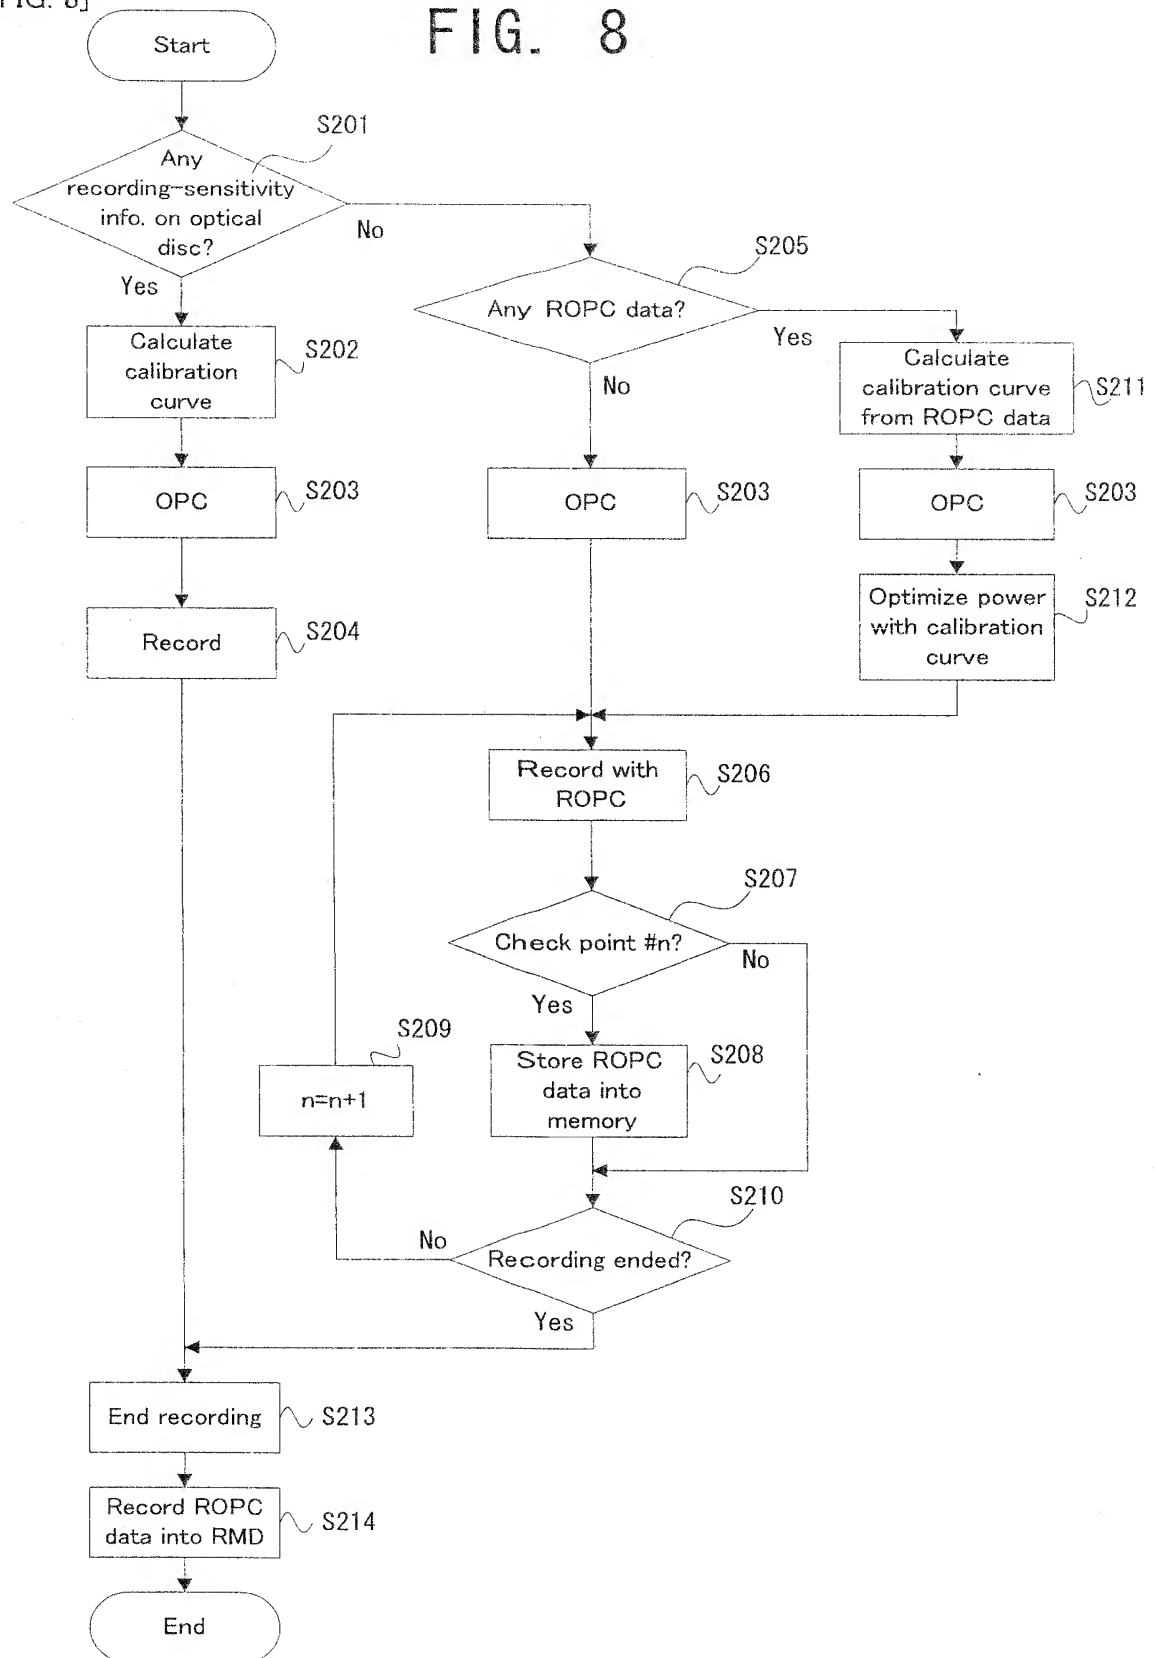 FIG. 8]
FIG. 8
Start
S201
Any
recording-sensitivity
info. on optical
disc?
No
Yes
S205
Any ROPC data?
Yes
No
Calculate
calibration
curve
S202
Calculate
calibration curve
from ROPC data
S211
OPC
S203
OPC
S203
OPC
S203
Record
S204
Optimize power
with calibration
curve
S212
Record with
ROPC
S206
S207
Check point #n?
No
Yes
S209
n=n+1
Store ROPC
data into
memory
S208
S210
Recording ended?
No
Yes
End recording
S213
Record ROPC
data into RMD
S214
End